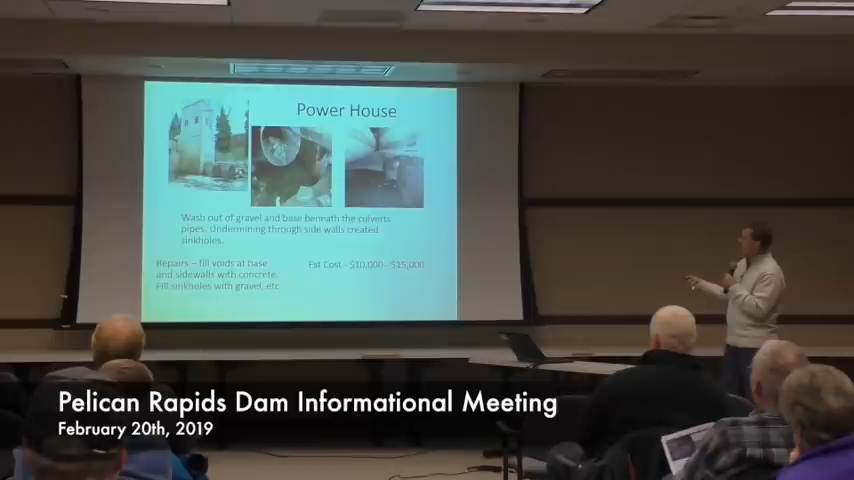 Power House
Wash out of gravel and base beneath the culverts
pipes. Undermining through side walls created
sinkholes.
Repairs – fill voids at base
and sidewalls with concrete.
Fill sinkholes with gravel, etc
Est Cost - $10,000 - $15,000
Pelican Rapids Dam Informational Meeting
February 20th, 2019